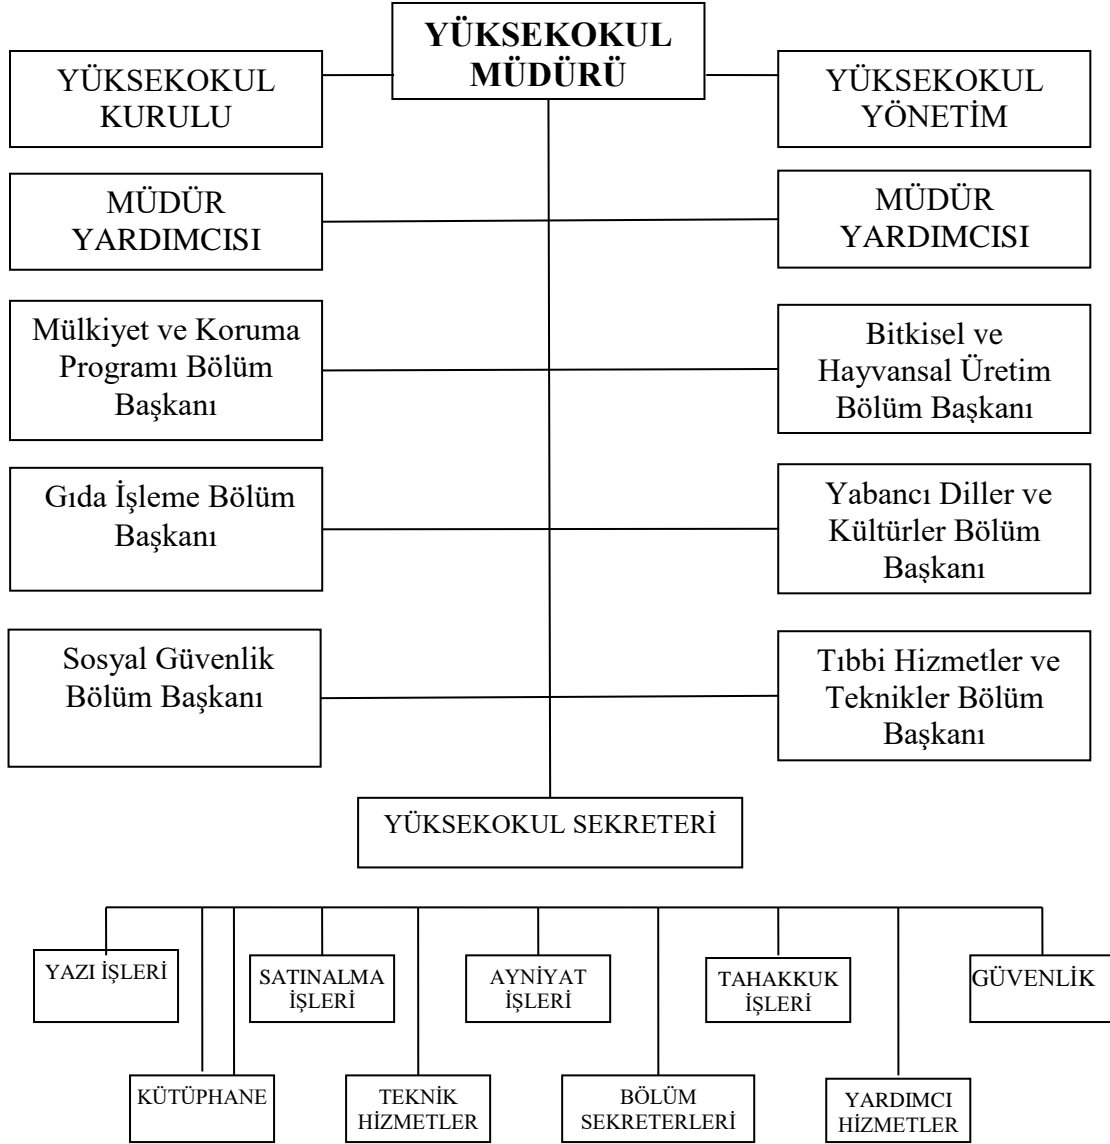 YÜKSEKOKUL
MÜDÜRÜ
YÜKSEKOKUL
KURULU
YÜKSEKOKUL
YÖNETİM
MÜDÜR
YARDIMCISI
MÜDÜR
YARDIMCISI
Mülkiyet ve Koruma
Programı Bölüm
Başkanı
Bitkisel ve
Hayvansal Üretim
Bölüm Başkanı
Gıda İşleme Bölüm
Başkanı
Yabancı Diller ve
Kültürler Bölüm
Başkanı
Sosyal Güvenlik
Bölüm Başkanı
Tıbbi Hizmetler ve
Teknikler Bölüm
Başkanı
YÜKSEKOKUL SEKRETERİ
YAZI İŞLERİ
SATINALMA
İŞLERİ
AYNİYAT
İŞLERİ
TAHAKKUK
İŞLERİ
GÜVENLİK
KÜTÜPHANE
TEKNİK
HİZMETLER
BÖLÜM
SEKRETERLERİ
YARDIMCI
HİZMETLER